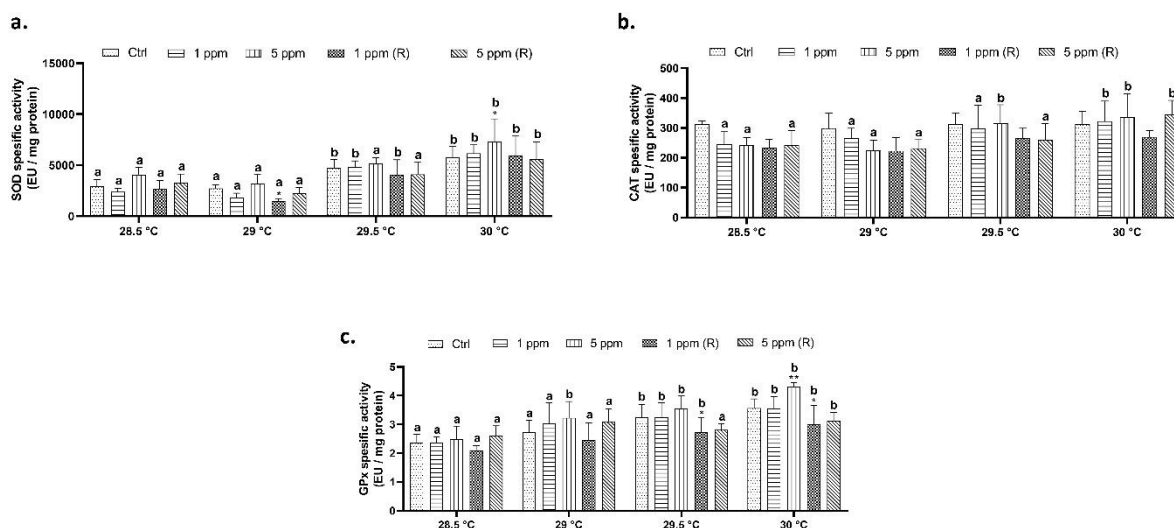 a.
Ctrl 1 ppm 5 ppm 1 ppm (R) 5 ppm (R)
SOD spesific activity
(EU / mg protein)
15000
10000
5000
0
a a a a a
a a a a a
*
b b a b a
b b b b b
*
28.5 °C 29 °C 29.5 °C 30 °C
b.
Ctrl 1 ppm 5 ppm 1 ppm (R) 5 ppm (R)
CAT spesific activity
(EU / mg protein)
500
400
300
200
100
0
a a a
a a a
a b a
b b b
28.5 °C 29 °C 29.5 °C 30 °C
c.
Ctrl 1 ppm 5 ppm 1 ppm (R) 5 ppm (R)
GPx spesific activity
(EU / mg protein)
5
4
3
2
1
0
a a a a a
a a b a a
b b b b a
*
b b b b b
** *
28.5 °C 29 °C 29.5 °C 30 °C